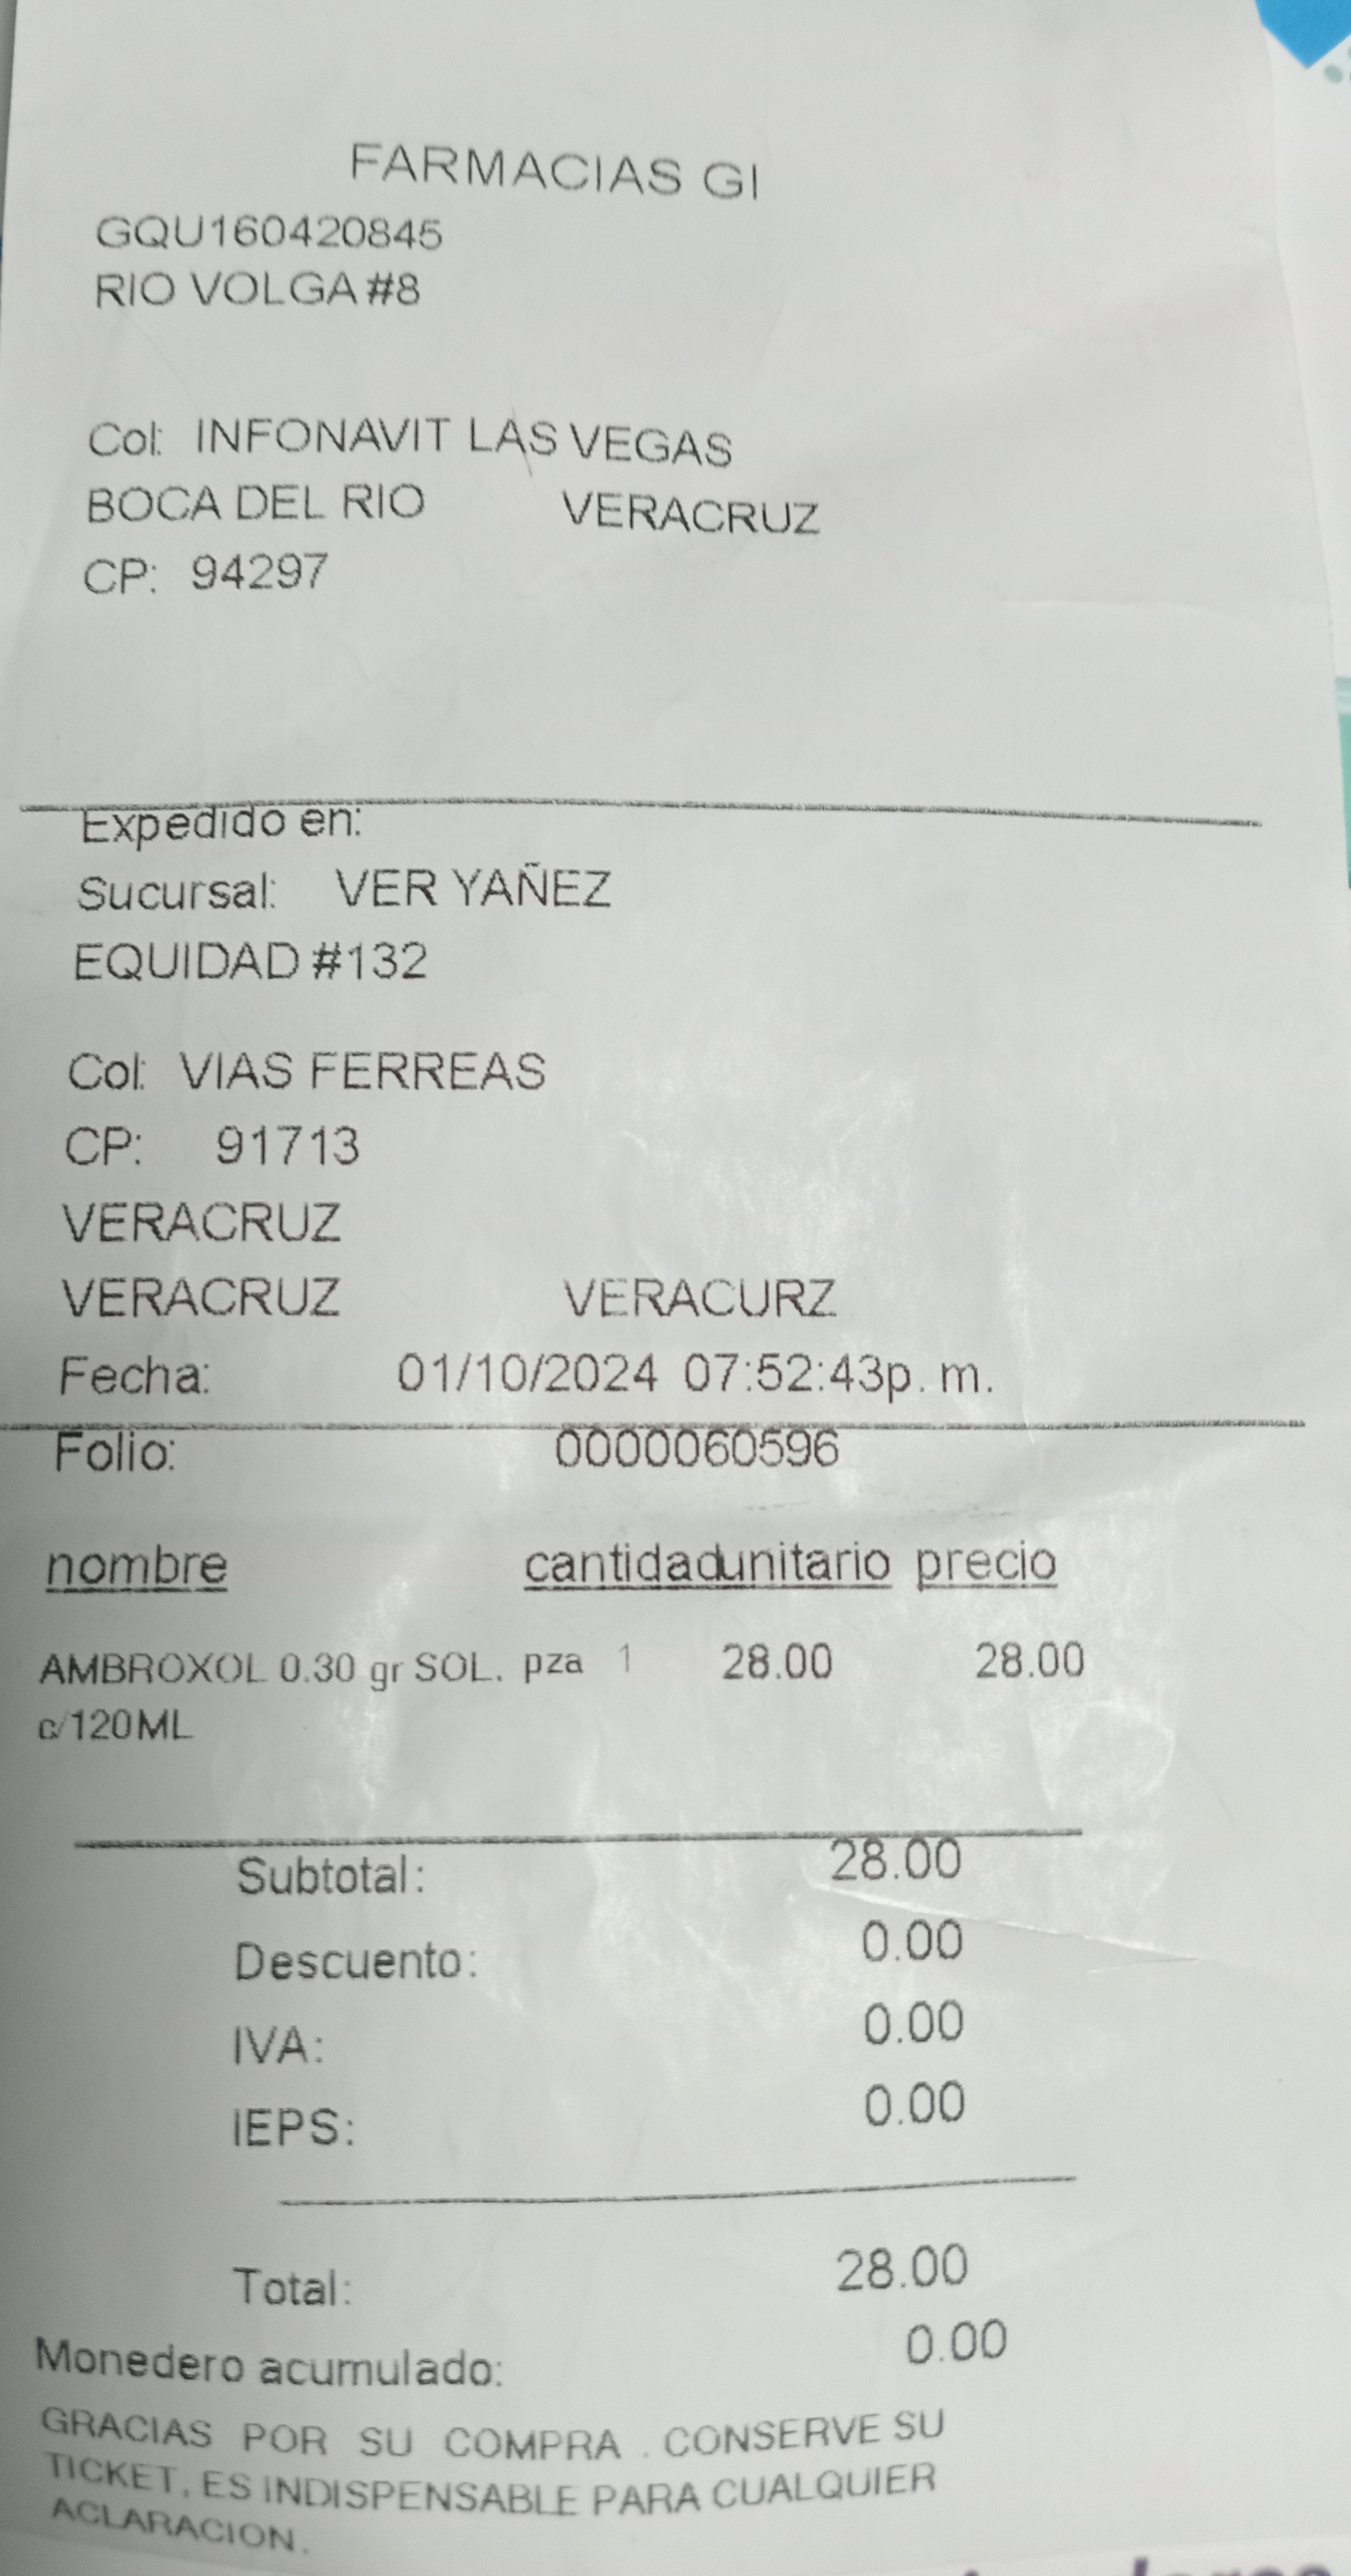 FARMACIAS GI
GQU160420845
RIO VOLGA #8
Col: INFONAVIT LAS VEGAS
BOCA DEL RIO VERACRUZ
CP: 94297
Expedido en:
Sucursal: VER YAÑEZ
EQUIDAD #132
Col: VIAS FERREAS
CP: 91713
VERACRUZ
VERACRUZ VERACURZ
Fecha: 01/10/2024 07:52:43p. m.
Folio: 0000060596
nombre cantidad unitario precio
AMBROXOL 0.30 gr SOL. pza 1 28.00 28.00
c/120ML
Subtotal: 28.00
Descuento: 0.00
IVA: 0.00
IEPS: 0.00
Total: 28.00
Monedero acumulado: 0.00
GRACIAS POR SU COMPRA . CONSERVE SU
TICKET, ES INDISPENSABLE PARA CUALQUIER
ACLARACION.